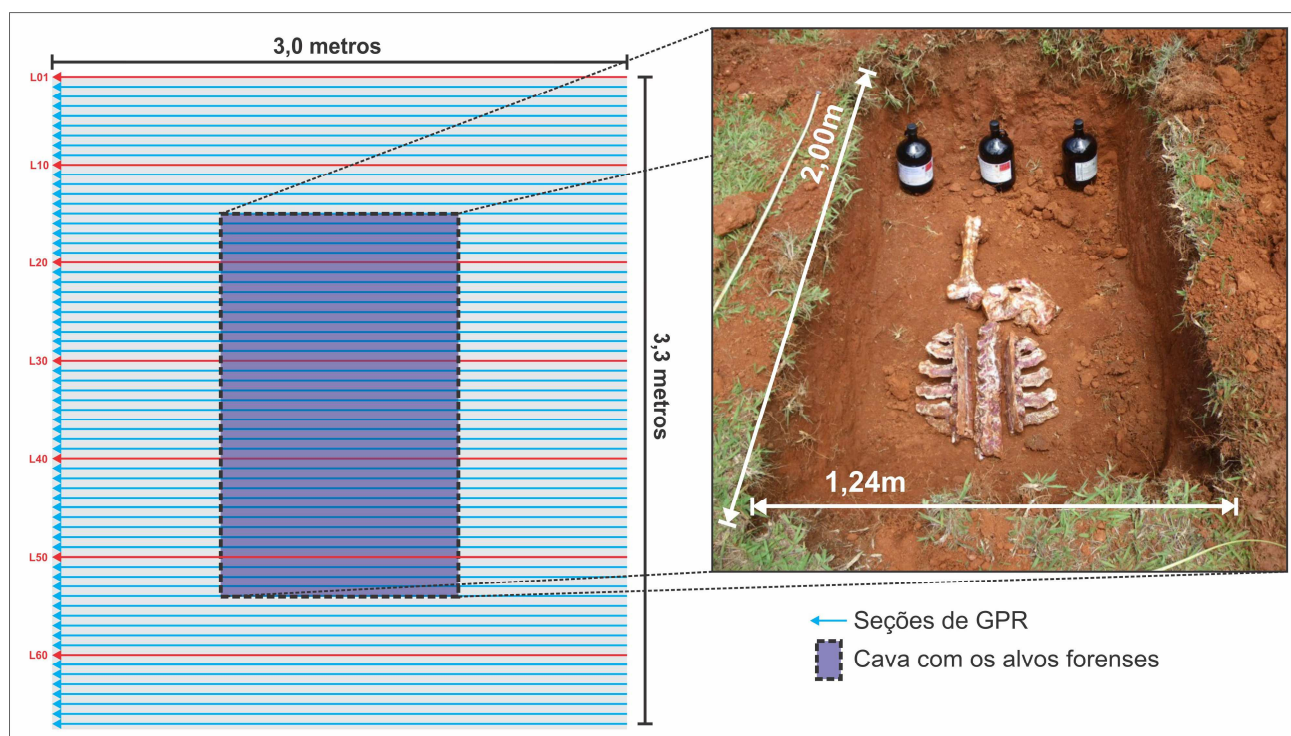 3,0 metros
L01
L10
L20
L30
L40
L50
L60
3,3 metros
2,00m
1,24m
Seções de GPR
Cava com os alvos forenses